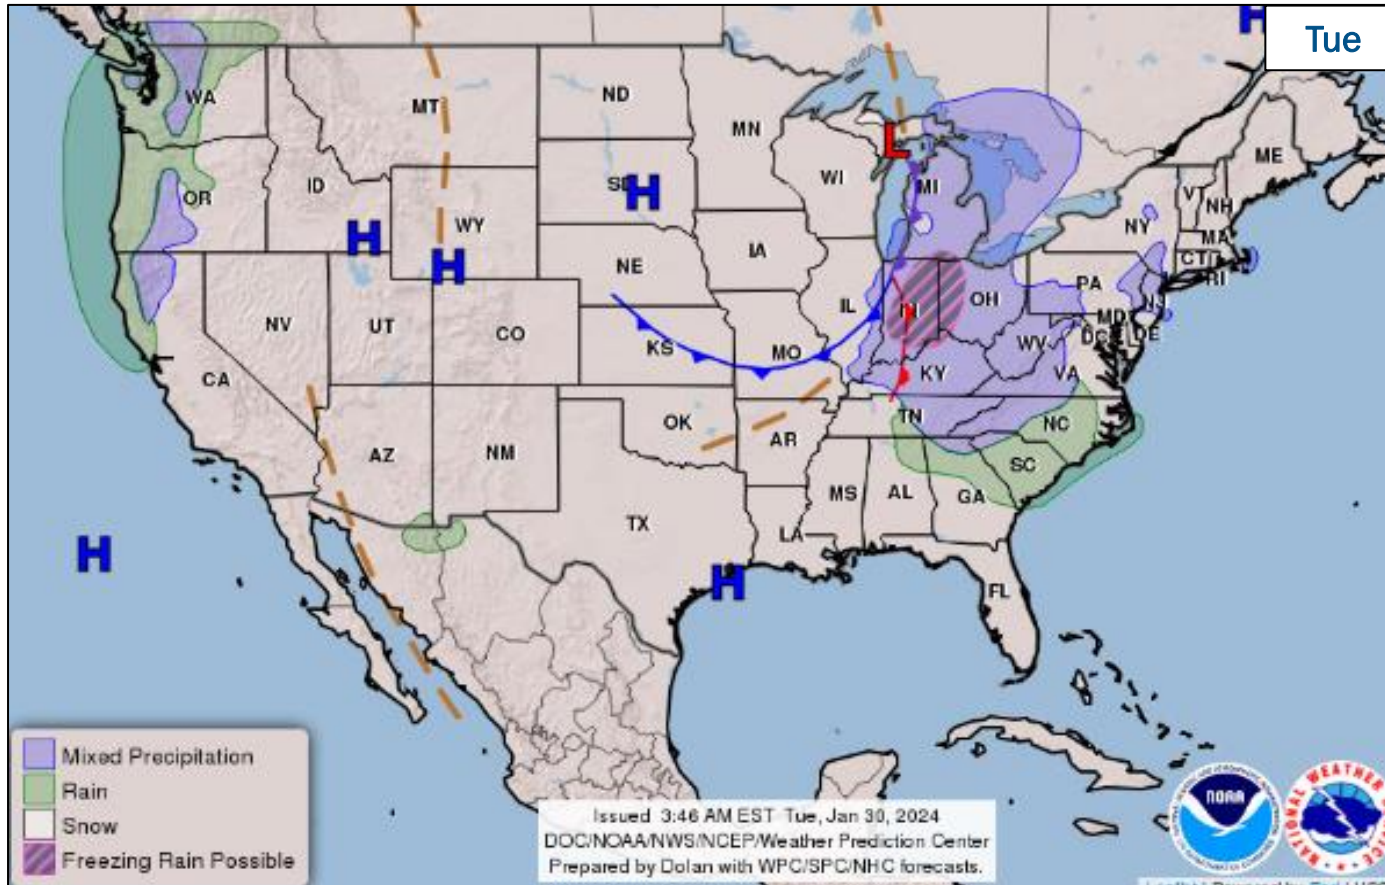 Tue
H
WA
MT
ND
MN
L
ME
OR
ID
SD
H
WI
MI
VT
NH
NY
MA
H
WY
H
NE
IA
CT
RI
PA
NV
UT
CO
IL
IN
OH
NJ
MD
DE
DC
KS
MO
WV
VA
CA
KY
OK
AR
TN
NC
AZ
NM
SC
MS
AL
GA
TX
LA
H
H
FL
Mixed Precipitation
Rain
Snow
Freezing Rain Possible
Issued 3:46 AM EST Tue, Jan 30, 2024
DOC/NOAA/NWS/NCEP/Weather Prediction Center
Prepared by Dolan with WPC/SPC/NHC forecasts.
NOAA
NATIONAL WEATHER